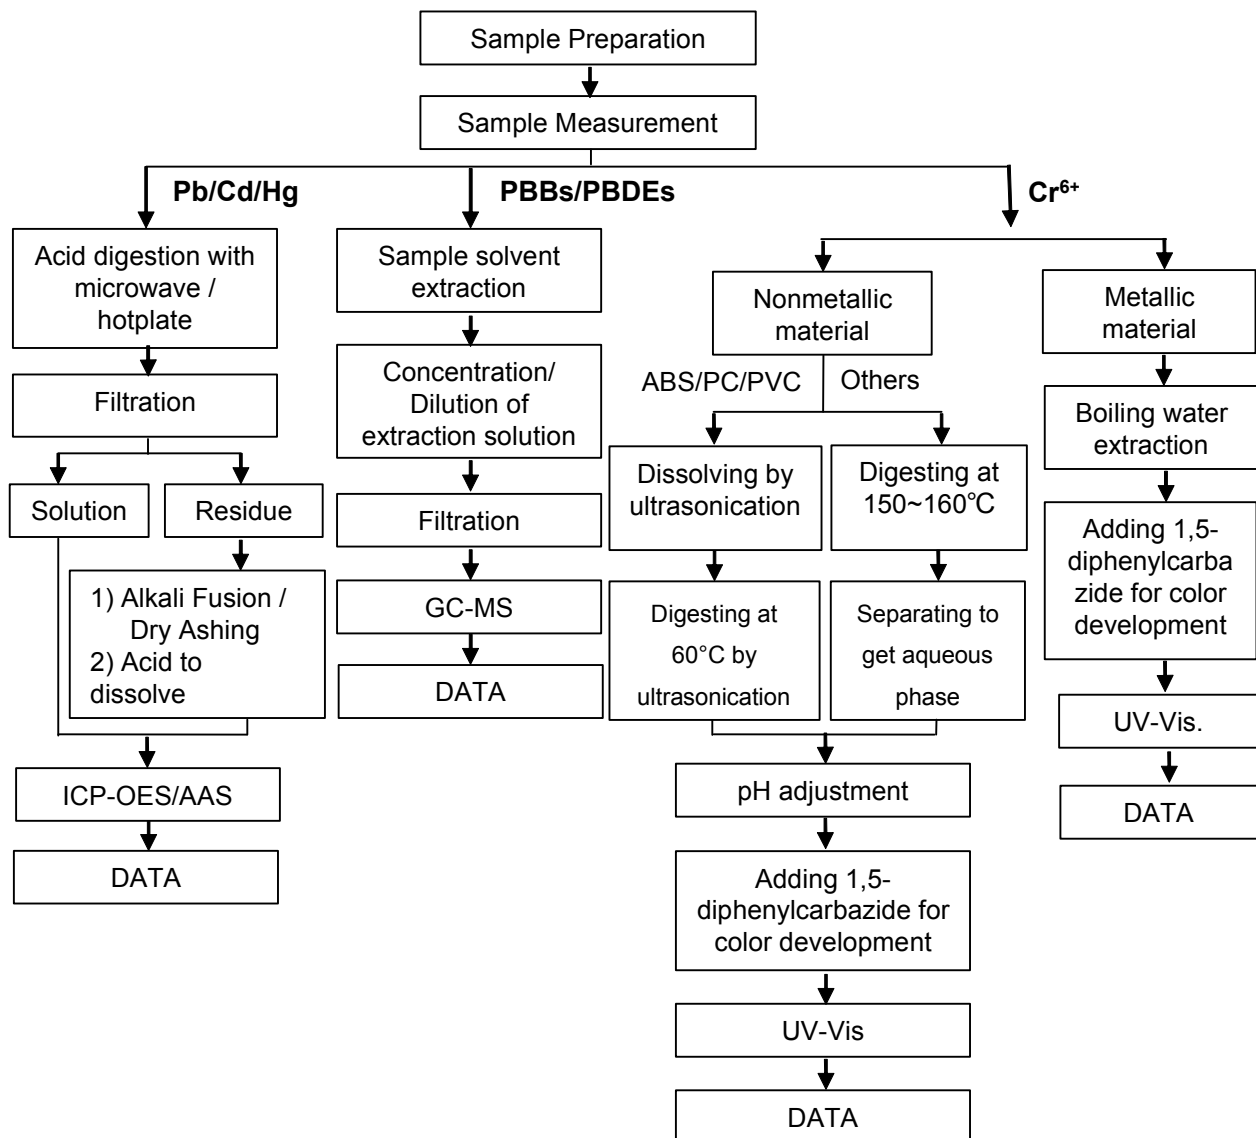 Sample Preparation
Sample Measurement
Pb/Cd/Hg
PBBs/PBDEs
Cr⁶⁺
Acid digestion with
microwave /
hotplate
Filtration
Solution
Residue
1) Alkali Fusion /
Dry Ashing
2) Acid to
dissolve
ICP-OES/AAS
DATA
Sample solvent
extraction
Concentration/
Dilution of
extraction solution
Filtration
GC-MS
DATA
Nonmetallic
material
ABS/PC/PVC
Others
Dissolving by
ultrasonication
Digesting at
60°C by
ultrasonication
Digesting at
150~160℃
Separating to
get aqueous
phase
pH adjustment
Adding 1,5-
diphenylcarbazide for
color development
UV-Vis
DATA
Metallic
material
Boiling water
extraction
Adding 1,5-
diphenylcarba
zide for color
development
UV-Vis.
DATA